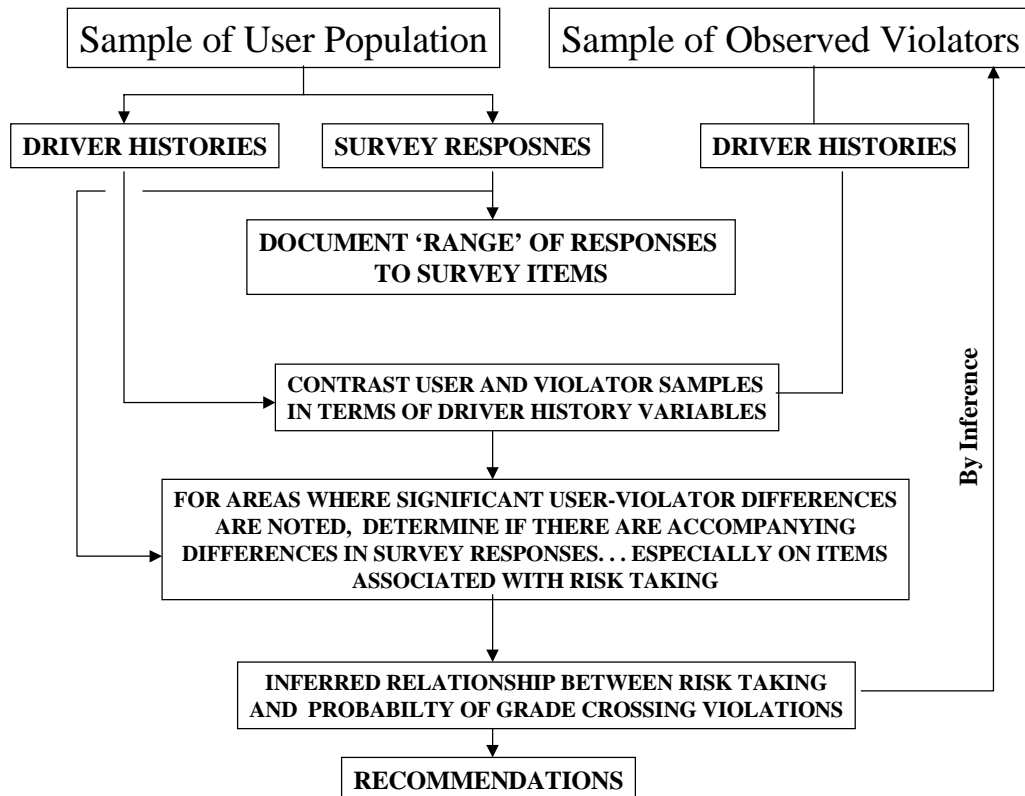 Sample of User Population
Sample of Observed Violators
DRIVER HISTORIES
SURVEY RESPOSNES
DRIVER HISTORIES
DOCUMENT ‘RANGE’ OF RESPONSES
TO SURVEY ITEMS
CONTRAST USER AND VIOLATOR SAMPLES
IN TERMS OF DRIVER HISTORY VARIABLES
By Inference
FOR AREAS WHERE SIGNIFICANT USER-VIOLATOR DIFFERENCES
ARE NOTED, DETERMINE IF THERE ARE ACCOMPANYING
DIFFERENCES IN SURVEY RESPONSES. . . ESPECIALLY ON ITEMS
ASSOCIATED WITH RISK TAKING
INFERRED RELATIONSHIP BETWEEN RISK TAKING
AND PROBABILTY OF GRADE CROSSING VIOLATIONS
RECOMMENDATIONS